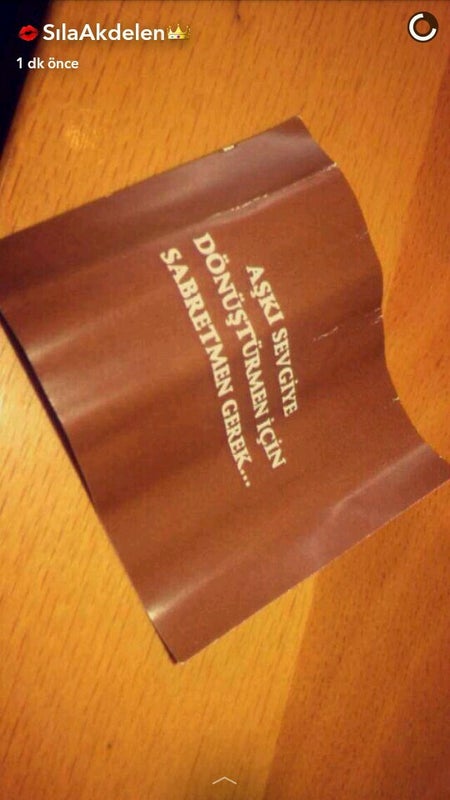 💋 SılaAkdelen👑
1 dk önce
AŞKI SEVGİYE
DÖNÜŞTÜRMEN İÇİN
SABRETMEN GEREK...